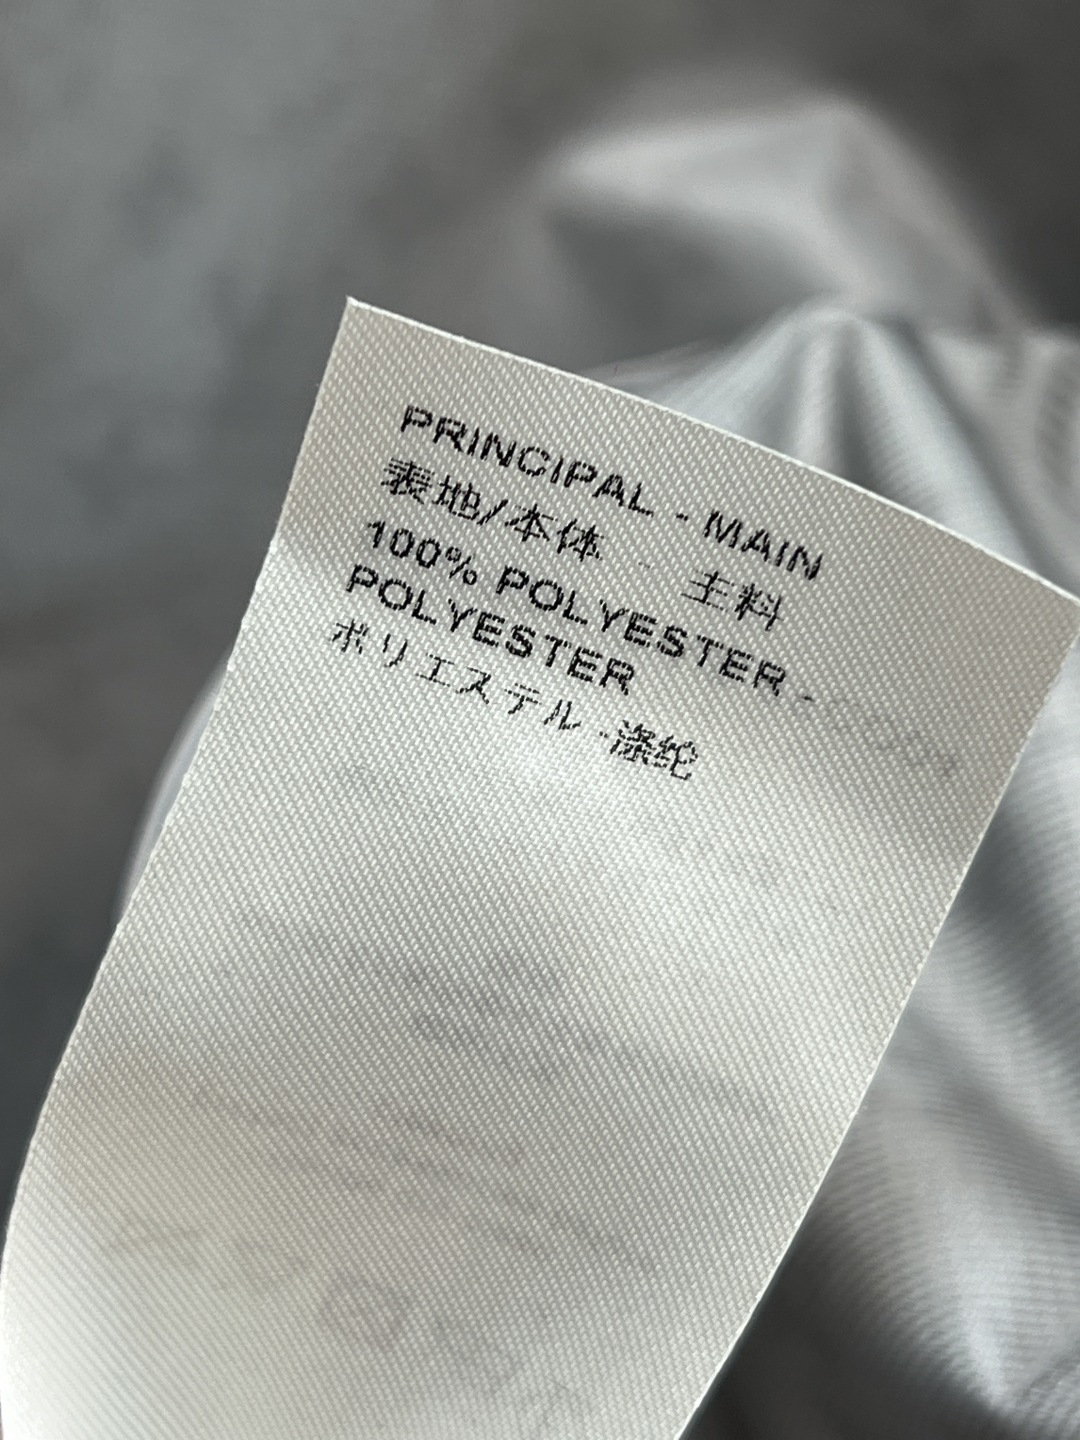 PRINCIPAL - MAIN
表地/本体 - 主料
100% POLYESTER -
POLYESTER
ポリエステル -涤纶